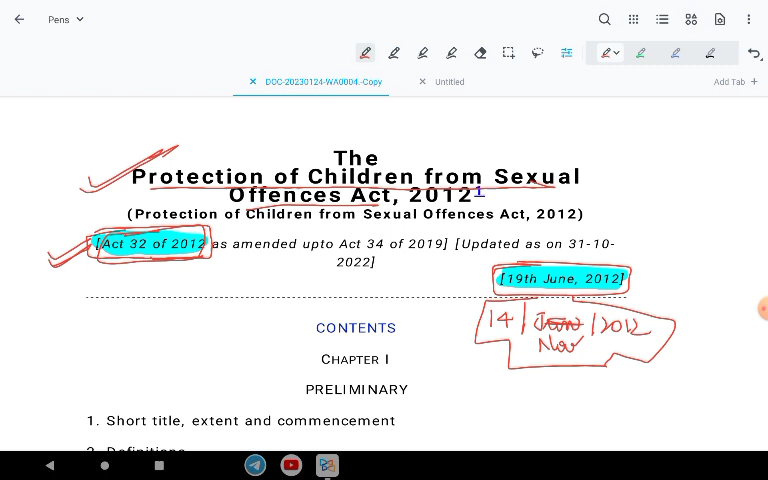 Pens
DOC-20230124-WA0004.-Copy
Untitled
Add Tab +
The
Protection of Children from Sexual
Offences Act, 2012¹
(Protection of Children from Sexual Offences Act, 2012)
[Act 32 of 2012 as amended upto Act 34 of 2019] [Updated as on 31-10-
2022]
[19th June, 2012]
14 | June | 2012
Nov
CONTENTS
CHAPTER I
PRELIMINARY
1. Short title, extent and commencement
2. Definitions